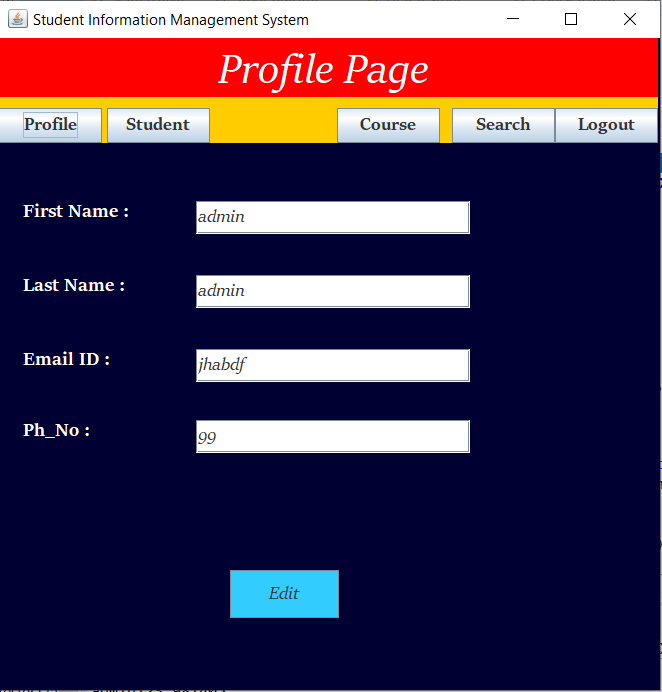 Student Information Management System
Profile Page
Profile Student Course Search Logout
First Name : admin
Last Name : admin
Email ID : jhabdf
Ph_No : 99
Edit